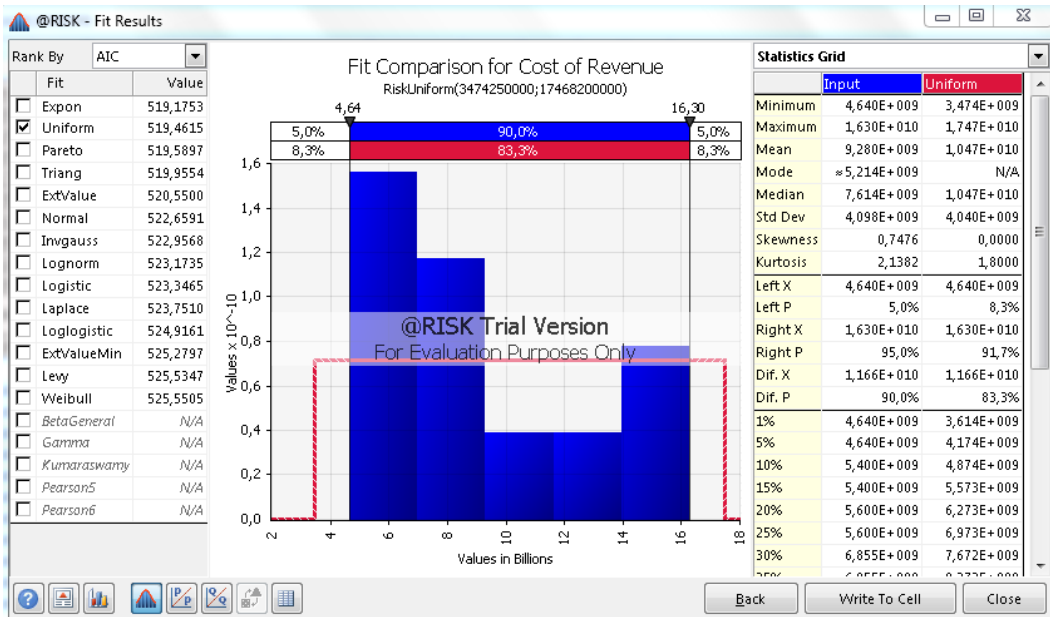 @RISK - Fit Results
Rank By AIC
Fit Value
Expon 519,1753
Uniform 519,4615
Pareto 519,5897
Triang 519,9554
ExtValue 520,5500
Normal 522,6591
Invgauss 522,9568
Lognorm 523,1735
Logistic 523,3465
Laplace 523,7510
Loglogistic 524,9161
ExtValueMin 525,2797
Levy 525,5347
Weibull 525,5505
BetaGeneral N/A
Gamma N/A
Kumaraswamy N/A
Pearson5 N/A
Pearson6 N/A
Fit Comparison for Cost of Revenue
RiskUniform(3474250000;17468200000)
4,64 16,30
5,0% 90,0% 5,0%
8,3% 83,3% 8,3%
1,6
1,4
1,2
1,0
0,8
0,6
0,4
0,2
0,0
Values x 10^-10
@RISK Trial Version
For Evaluation Purposes Only
2 4 6 8 10 12 14 16 18
Values in Billions
Statistics Grid
Input Uniform
Minimum 4,640E+009 3,474E+009
Maximum 1,630E+010 1,747E+010
Mean 9,280E+009 1,047E+010
Mode ≈5,214E+009 N/A
Median 7,614E+009 1,047E+010
Std Dev 4,098E+009 4,040E+009
Skewness 0,7476 0,0000
Kurtosis 2,1382 1,8000
Left X 4,640E+009 4,640E+009
Left P 5,0% 8,3%
Right X 1,630E+010 1,630E+010
Right P 95,0% 91,7%
Dif. X 1,166E+010 1,166E+010
Dif. P 90,0% 83,3%
1% 4,640E+009 3,614E+009
5% 4,640E+009 4,174E+009
10% 5,400E+009 4,874E+009
15% 5,400E+009 5,573E+009
20% 5,600E+009 6,273E+009
25% 5,600E+009 6,973E+009
30% 6,855E+009 7,672E+009
? P/P Q/Q
Back Write To Cell Close